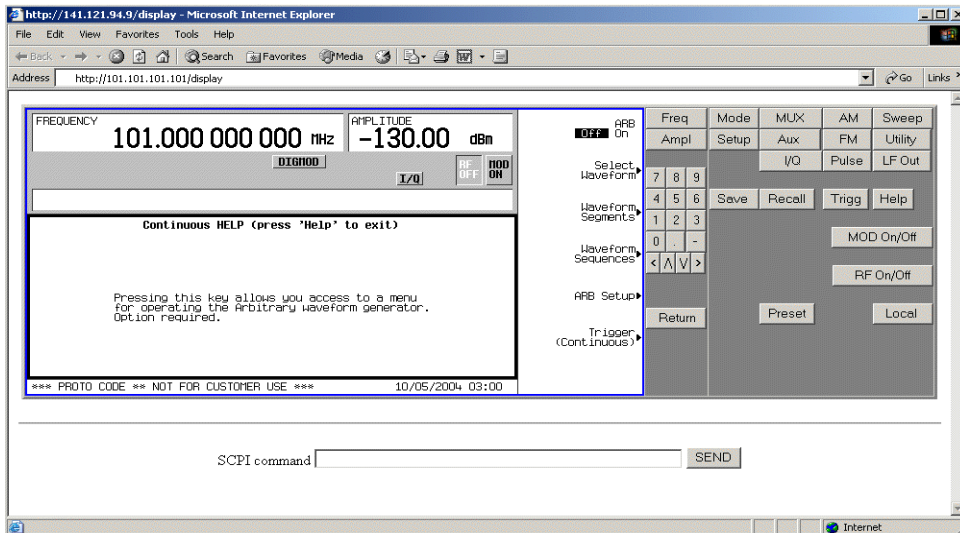 http://141.121.94.9/display - Microsoft Internet Explorer
File Edit View Favorites Tools Help
Back Search Favorites Media
Address http://101.101.101.101/display Go Links
FREQUENCY AMPLITUDE
101.000 000 000 MHz -130.00 dBm
DIGMOD
I/Q RF OFF MOD ON
Continuous HELP (press 'Help' to exit)
Pressing this key allows you access to a menu
for operating the Arbitrary waveform generator.
Option required.
*** PROTO CODE ** NOT FOR CUSTOMER USE *** 10/05/2004 03:00
ARB
Off On
Select
Waveform
Waveform
Segments
Waveform
Sequences
ARB Setup
Trigger
(Continuous)
Freq Mode MUX AM Sweep
Ampl Setup Aux FM Utility
I/Q Pulse LF Out
7 8 9
4 5 6 Save Recall Trigg Help
1 2 3
0 . - MOD On/Off
< Λ V >
RF On/Off
Return Preset Local
SCPI command SEND
Internet